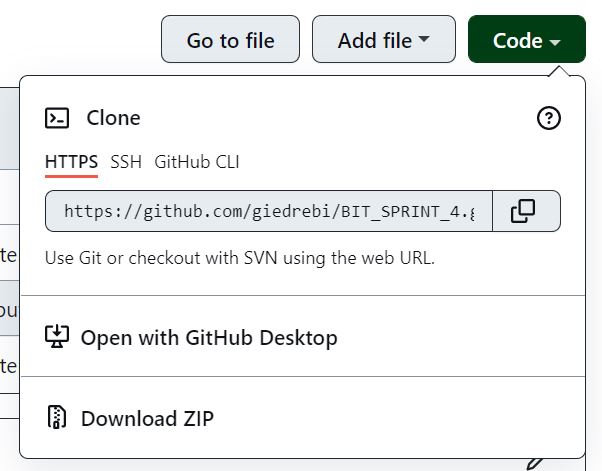 Go to file Add file Code
Clone
HTTPS SSH GitHub CLI
https://github.com/giedrebi/BIT_SPRINT_4.g
Use Git or checkout with SVN using the web URL.
te
ou
Open with GitHub Desktop
te
Download ZIP